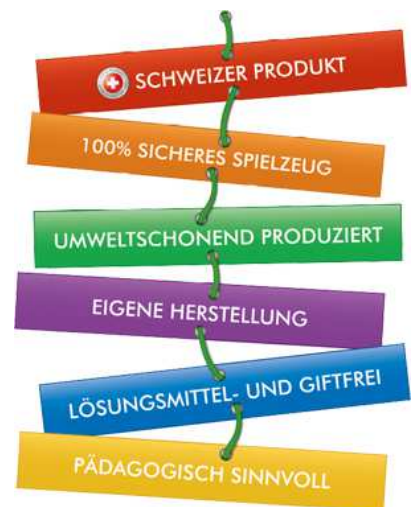 SCHWEIZER PRODUKT
100% SICHERES SPIELZEUG
UMWELTSCHONEND PRODUZIERT
EIGENE HERSTELLUNG
LÖSUNGSMITTEL- UND GIFTFREI
PÄDAGOGISCH SINNVOLL